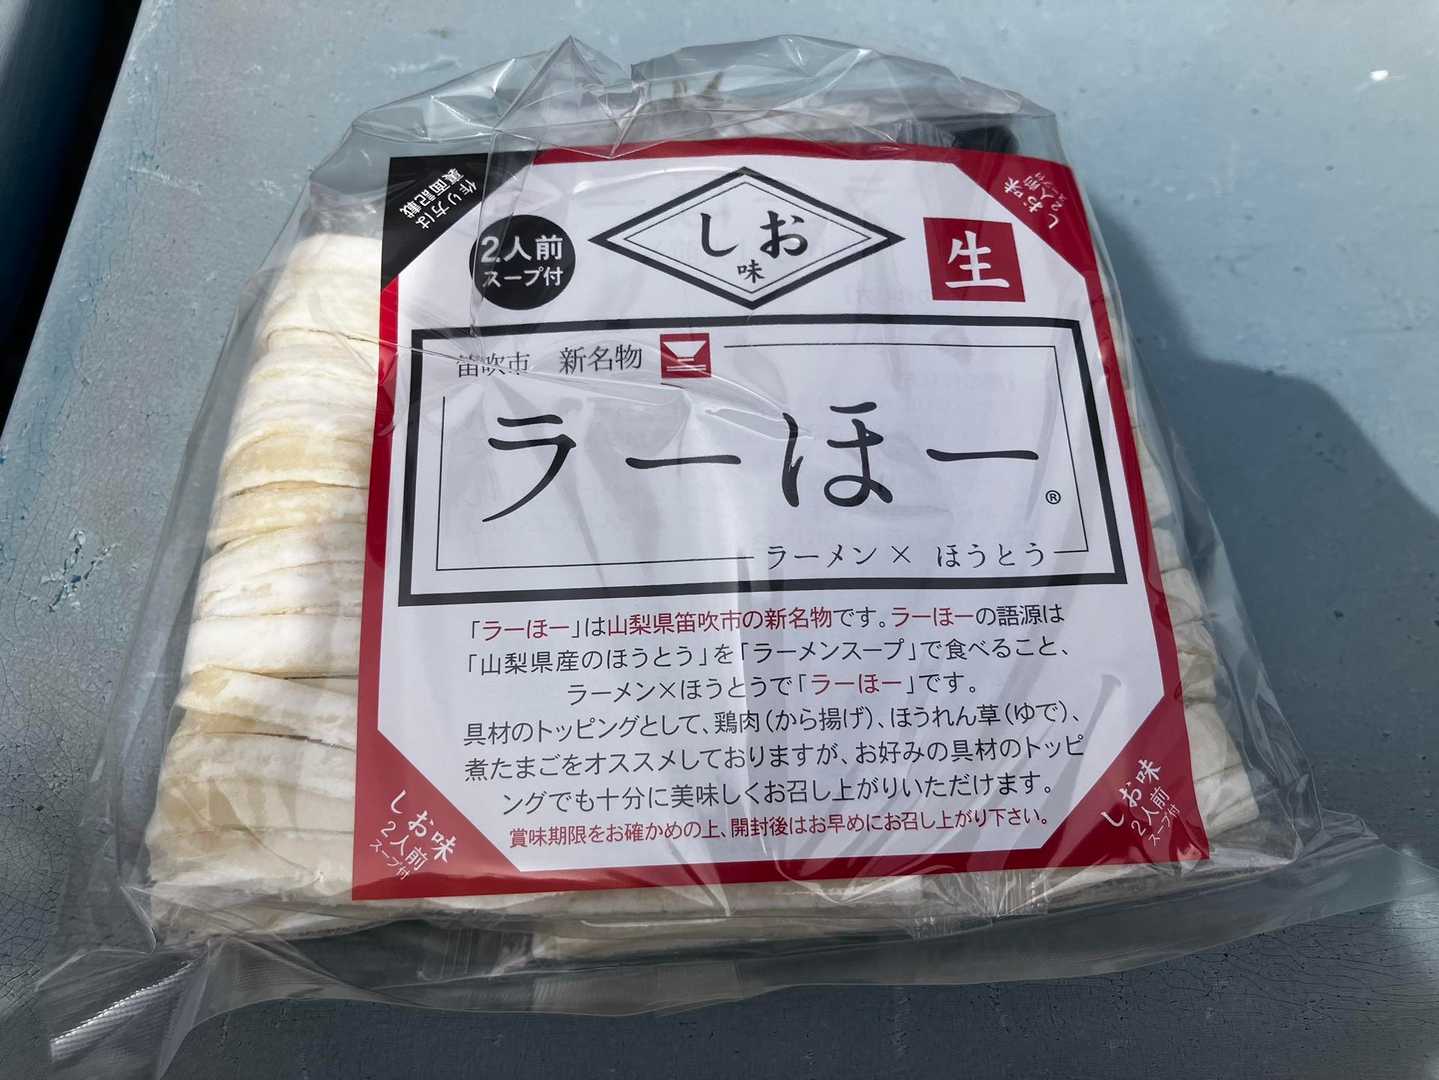 作り方は
裏面記載
2人前
スープ付
しお
味
生
しお味
2人前
スープ付
笛吹市 新名物
ラーほー®
ラーメン × ほうとう
「ラーほー」は山梨県笛吹市の新名物です。ラーほーの語源は
「山梨県産のほうとう」を「ラーメンスープ」で食べること、
ラーメン×ほうとうで「ラーほー」です。
具材のトッピングとして、鶏肉(から揚げ)、ほうれん草(ゆで)、
煮たまごをオススメしておりますが、お好みの具材のトッピ
ングでも十分に美味しくお召し上がりいただけます。
賞味期限をお確かめの上、開封後はお早めにお召し上がり下さい。
しお味
2人前
スープ付
しお味
2人前
スープ付